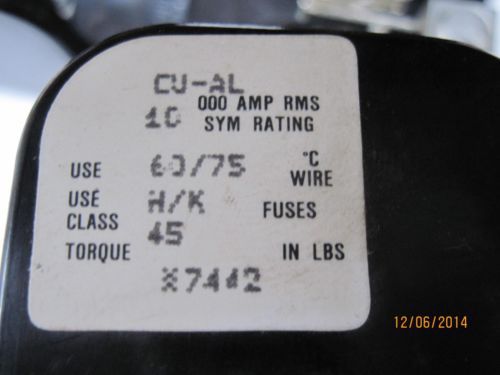 CU-AL
10 000 AMP RMS
SYM RATING
USE 60/75 °C
WIRE
USE CLASS H/K FUSES
TORQUE 45 IN LBS
X7442
12/06/2014